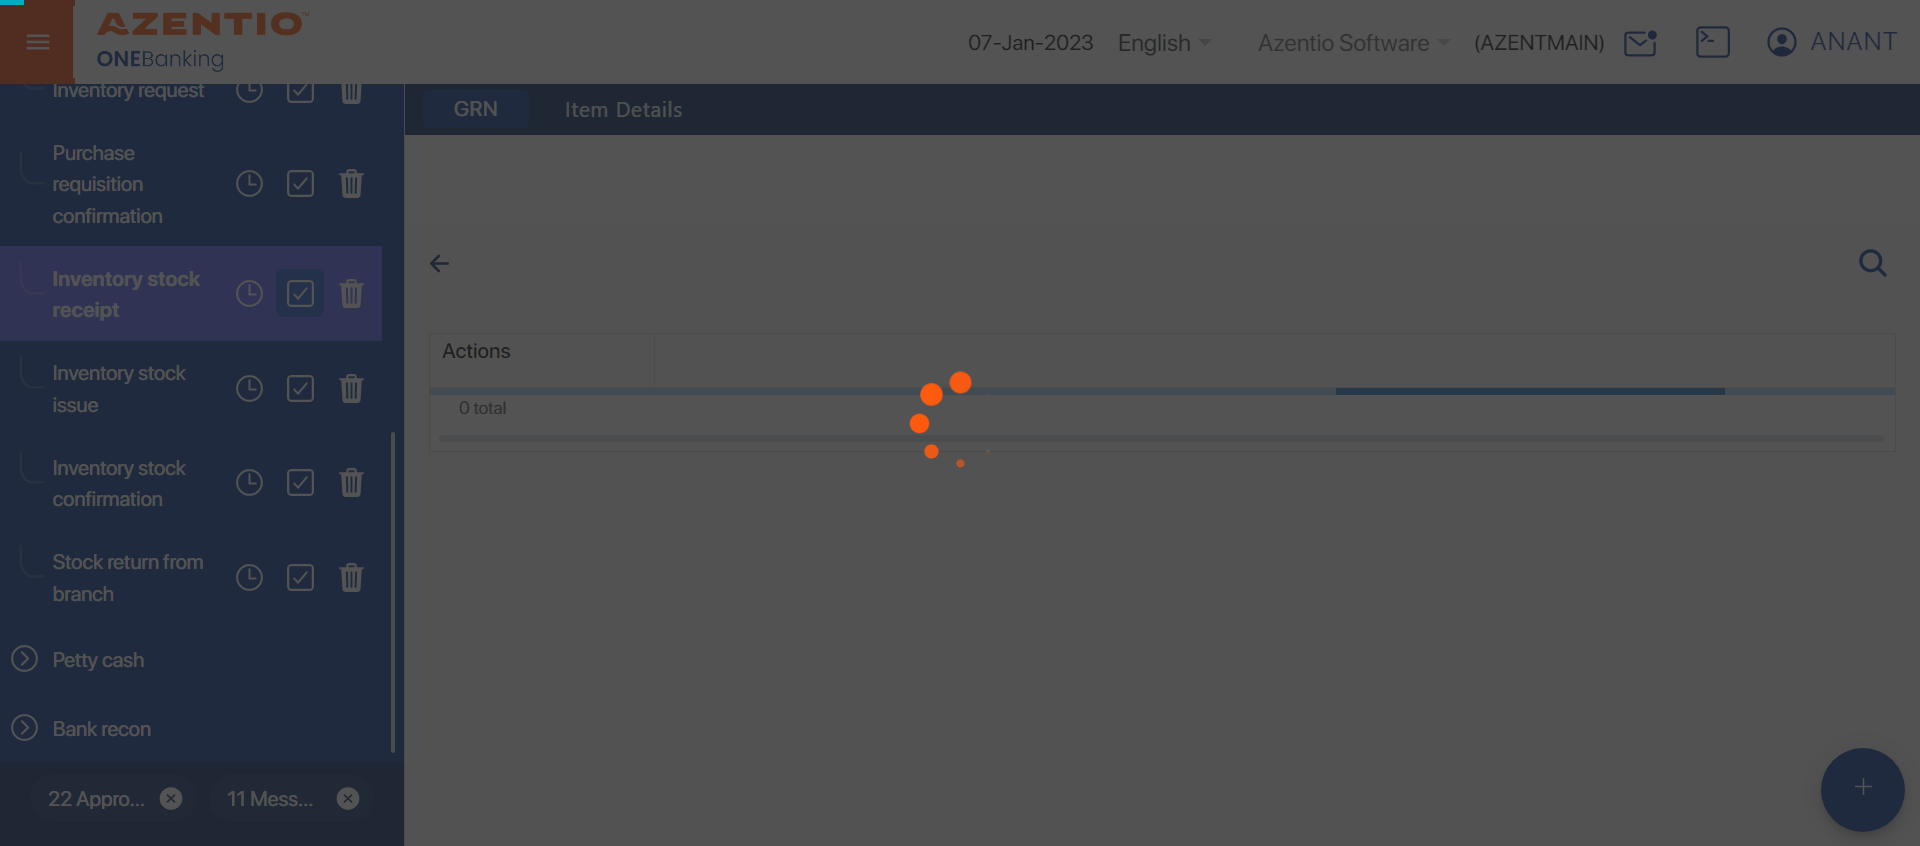 AZENTIO™
ONEBanking
07-Jan-2023
English
Azentio Software
(AZENTMAIN)
ANANT
Inventory request
Purchase
requisition
confirmation
Inventory stock
receipt
Inventory stock
issue
Inventory stock
confirmation
Stock return from
branch
Petty cash
Bank recon
22 Appro...
11 Mess...
GRN
Item Details
Actions
0 total